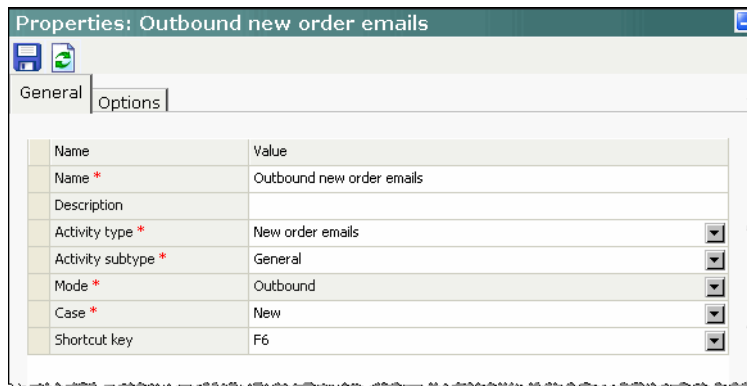 Properties: Outbound new order emails
General Options
Name Value
Name * Outbound new order emails
Description
Activity type * New order emails
Activity subtype * General
Mode * Outbound
Case * New
Shortcut key F6